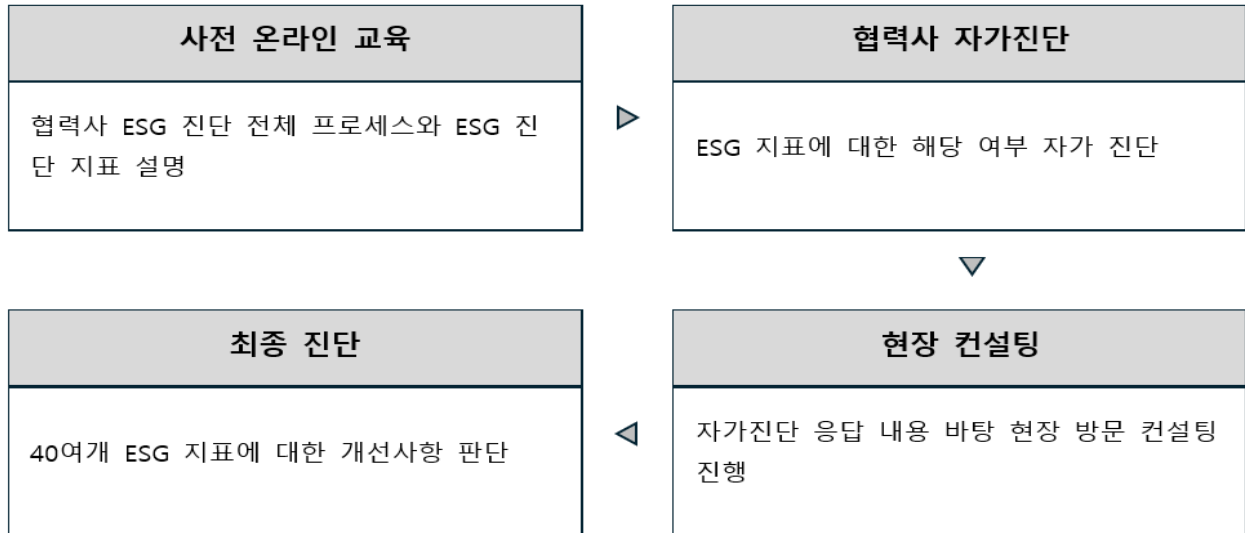 사전 온라인 교육
협력사 ESG 진단 전체 프로세스와 ESG 진
단 지표 설명
협력사 자가진단
ESG 지표에 대한 해당 여부 자가 진단
현장 컨설팅
자가진단 응답 내용 바탕 현장 방문 컨설팅
진행
최종 진단
40여개 ESG 지표에 대한 개선사항 판단